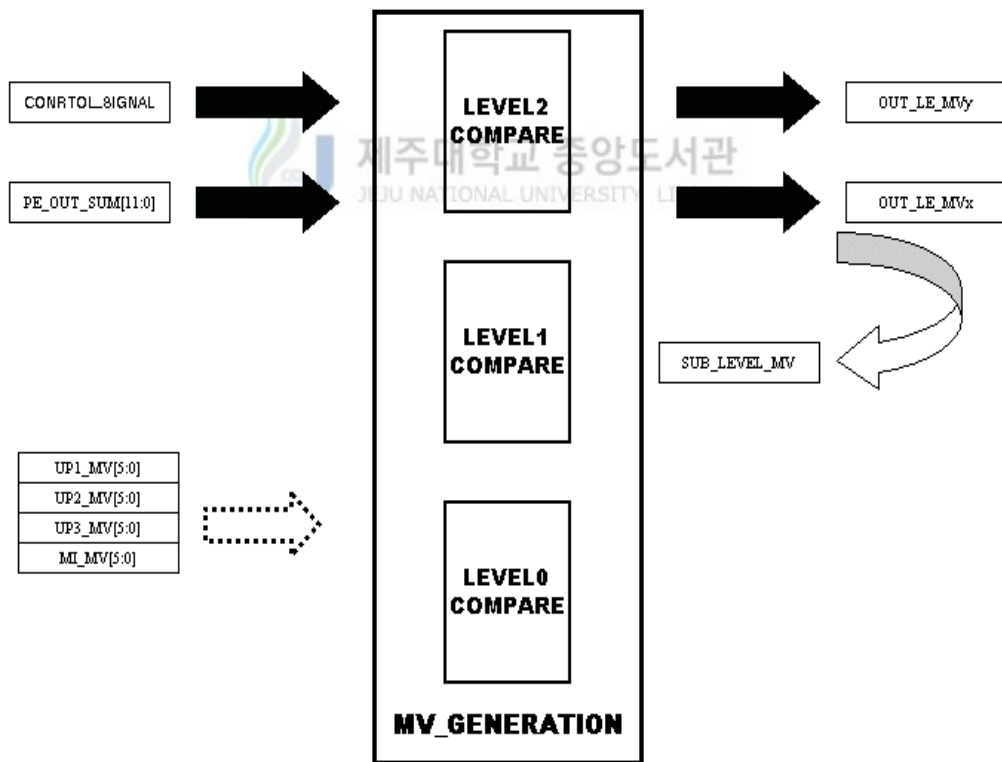 CONRTOL_SIGNAL
PE_OUT_SUM[11:0]
LEVEL2
COMPARE
OUT_LE_MVy
OUT_LE_MVx
제주대학교 중앙도서관
JEJU NATIONAL UNIVERSITY LI
LEVEL1
COMPARE
SUB_LEVEL_MV
UP1_MV[5:0]
UP2_MV[5:0]
UP3_MV[5:0]
MI_MV[5:0]
LEVEL0
COMPARE
MV_GENERATION